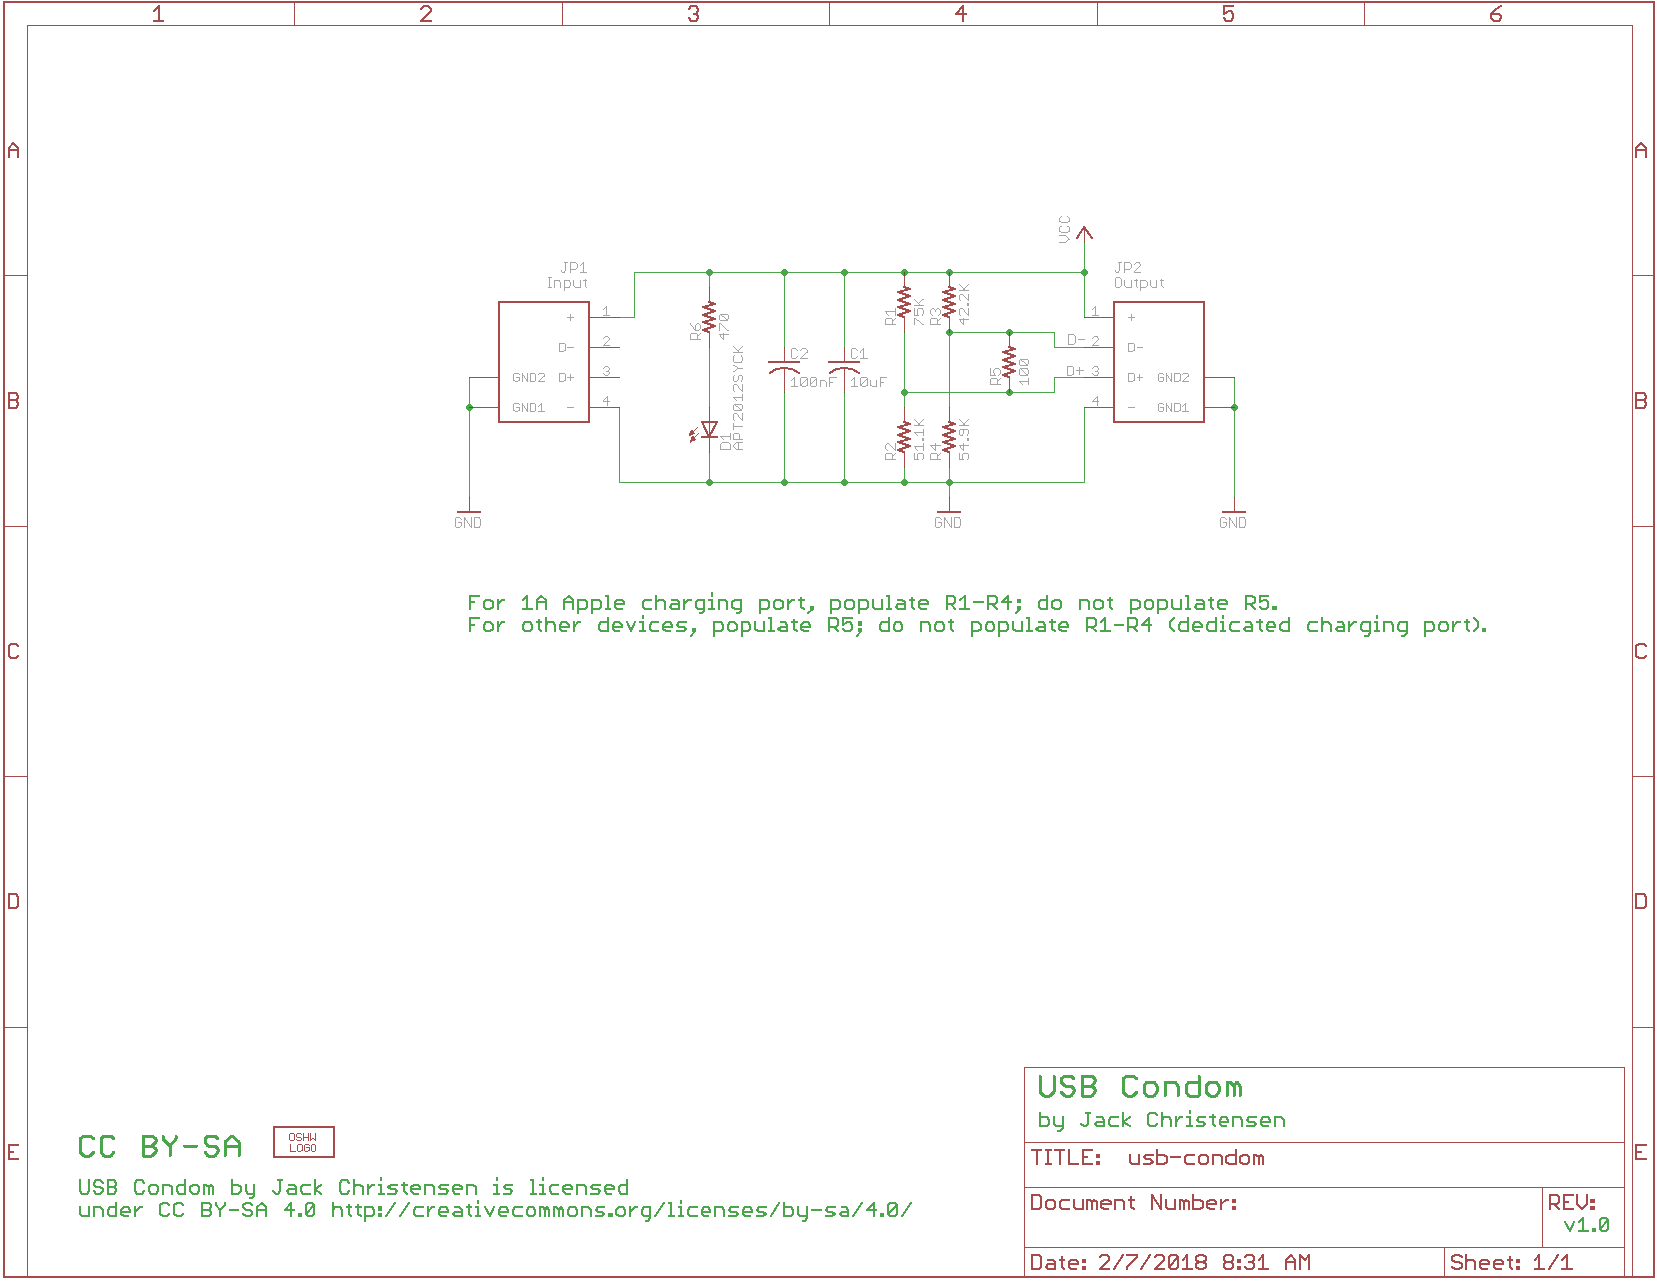 1 2 3 4 5 6
A A
VCC
JP1 JP2
Input Output
R6 470 R1 75K R3 42.2K
+ 1 1 +
D- 2 D- 2 D-
C2 C1
100nF 10uF
R5 100
GND2 D+ 3 D+ 3 D+ GND2
B B
GND1 - 4 4 - GND1
D1 APT2012SYCK
R2 51.1K R4 54.9K
GND GND GND
For 1A Apple charging port, populate R1-R4; do not populate R5.
For other devices, populate R5; do not populate R1-R4 (dedicated charging port).
C C
D D
USB Condom
by Jack Christensen
CC BY-SA
OSHW
LOGO
E E
TITLE: usb-condom
USB Condom by Jack Christensen is licensed
under CC BY-SA 4.0 http://creativecommons.org/licenses/by-sa/4.0/
Document Number:
REV:
v1.0
Date: 2/7/2018 8:31 AM
Sheet: 1/1